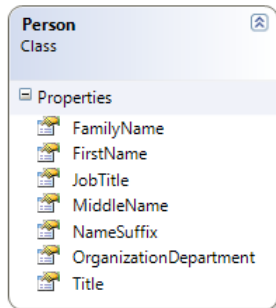 Person
Class
Properties
FamilyName
FirstName
JobTitle
MiddleName
NameSuffix
OrganizationDepartment
Title